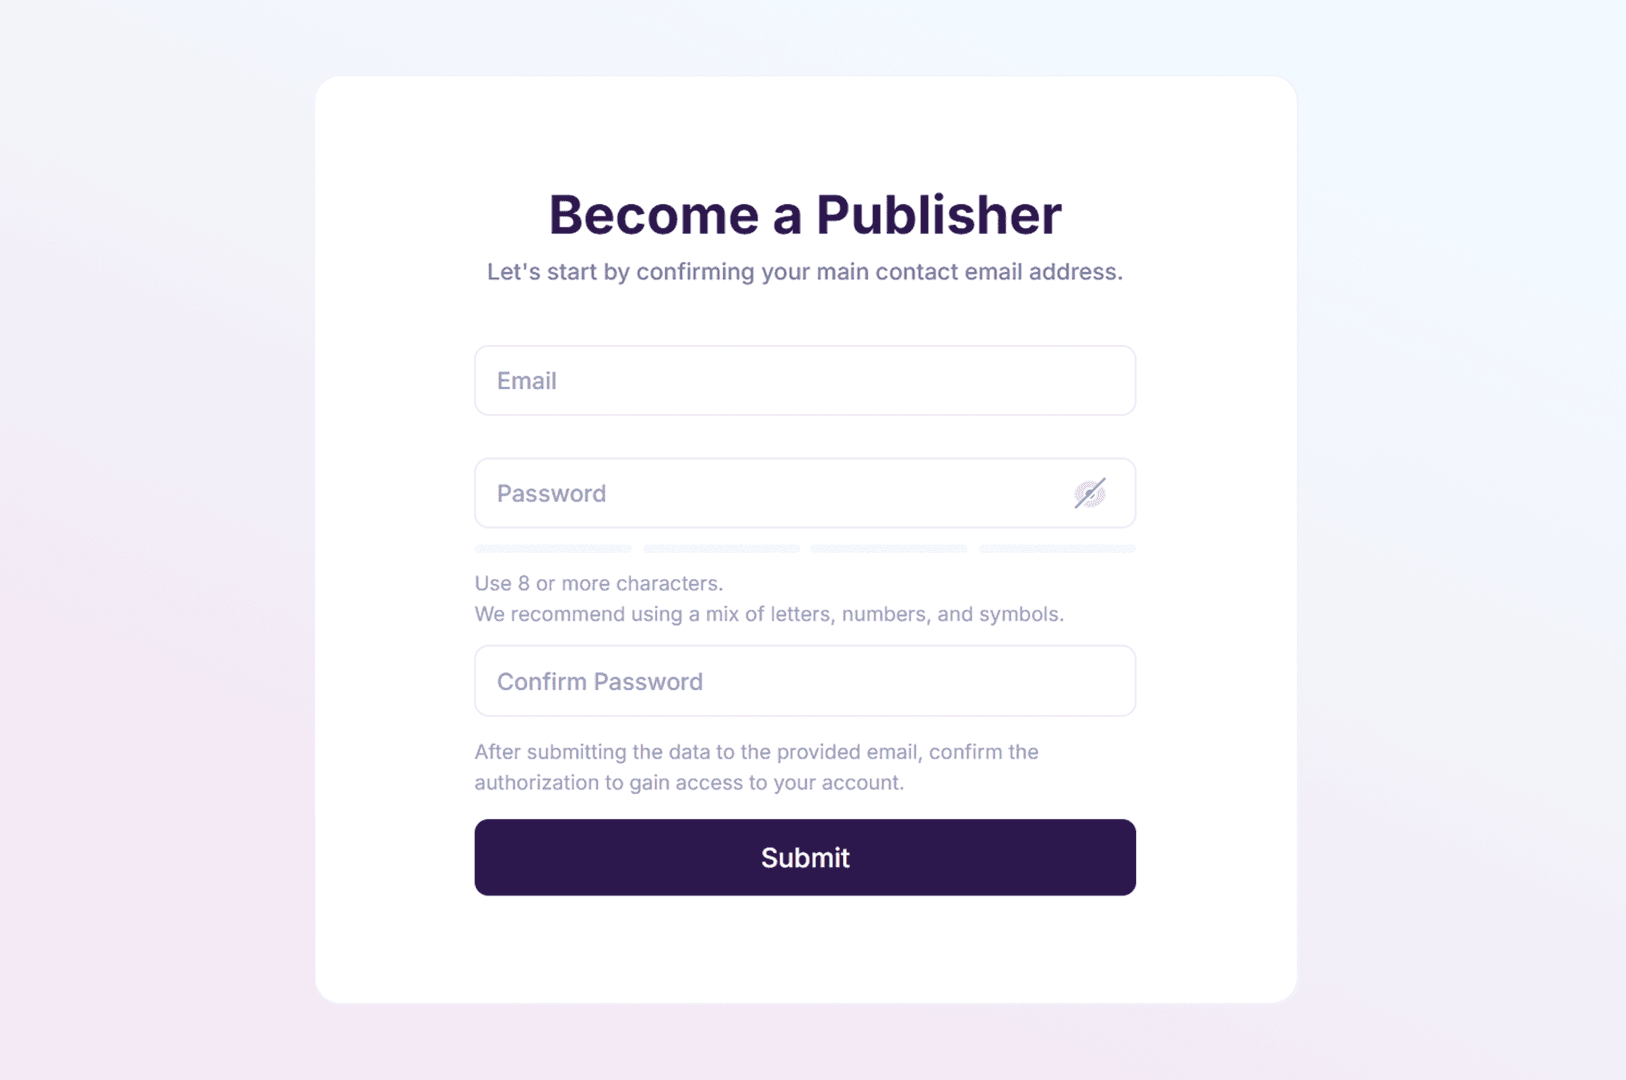 Become a Publisher
Let's start by confirming your main contact email address.
Email
Password
Use 8 or more characters.
We recommend using a mix of letters, numbers, and symbols.
Confirm Password
After submitting the data to the provided email, confirm the
authorization to gain access to your account.
Submit